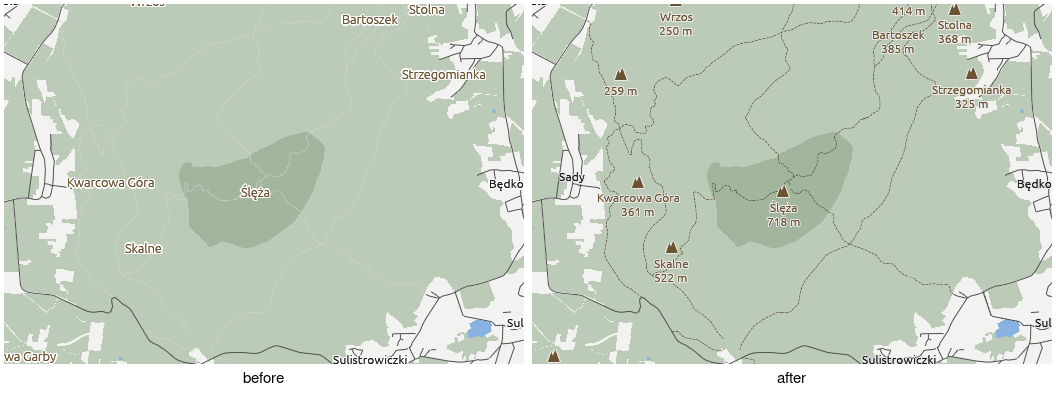 Wrzos
Stolna
Bartoszek
Strzegomianka
Kwarcowa Góra
Ślęża
Będko
Skalne
Sul
wa Garby
Sulistrowiczki
before
Wrzos
250 m
414 m
Stolna
368 m
Bartoszek
385 m
259 m
Strzegomianka
325 m
Sady
Będko
Kwarcowa Góra
361 m
Ślęża
718 m
Skalne
522 m
Sul
Sulistrowiczki
after